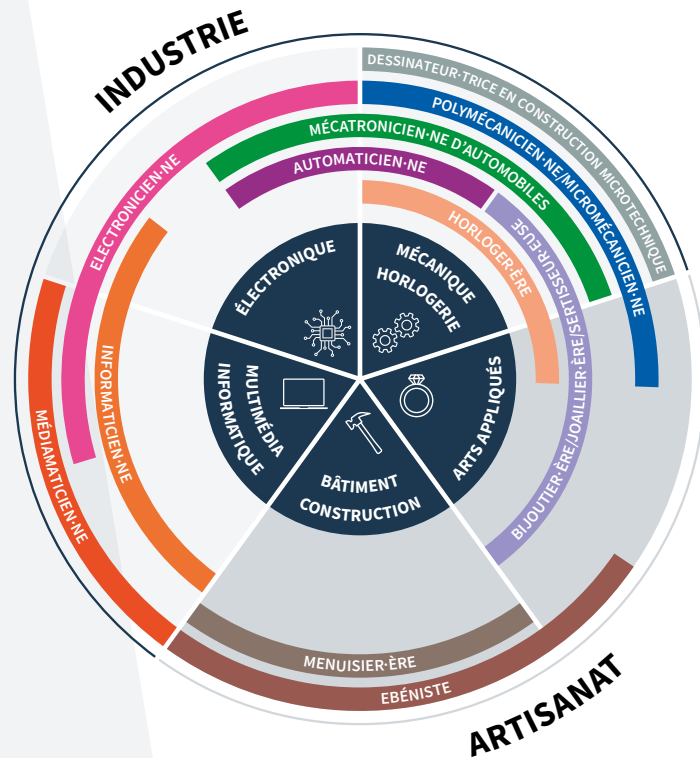 INDUSTRIE
DESSINATEUR·TRICE EN CONSTRUCTION MICROTECHNIQUE
POLYMÉCANICIEN·NE/MICROMÉCANICIEN·NE
MÉCATRONICIEN·NE D'AUTOMOBILES
AUTOMATICIEN·NE
ELECTRONICIEN·NE
HORLOGER·ÈRE
BIJOUTIER·ÈRE/JOAILLIER·ÈRE/SERTISSEUR·EUSE
INFORMATICIEN·NE
MÉDIAMATICIEN·NE
ÉLECTRONIQUE
MÉCANIQUE
HORLOGERIE
MULTIMÉDIA
INFORMATIQUE
ARTS APPLIQUÉS
BÂTIMENT
CONSTRUCTION
MENUISIER·ÈRE
EBÉNISTE
ARTISANAT